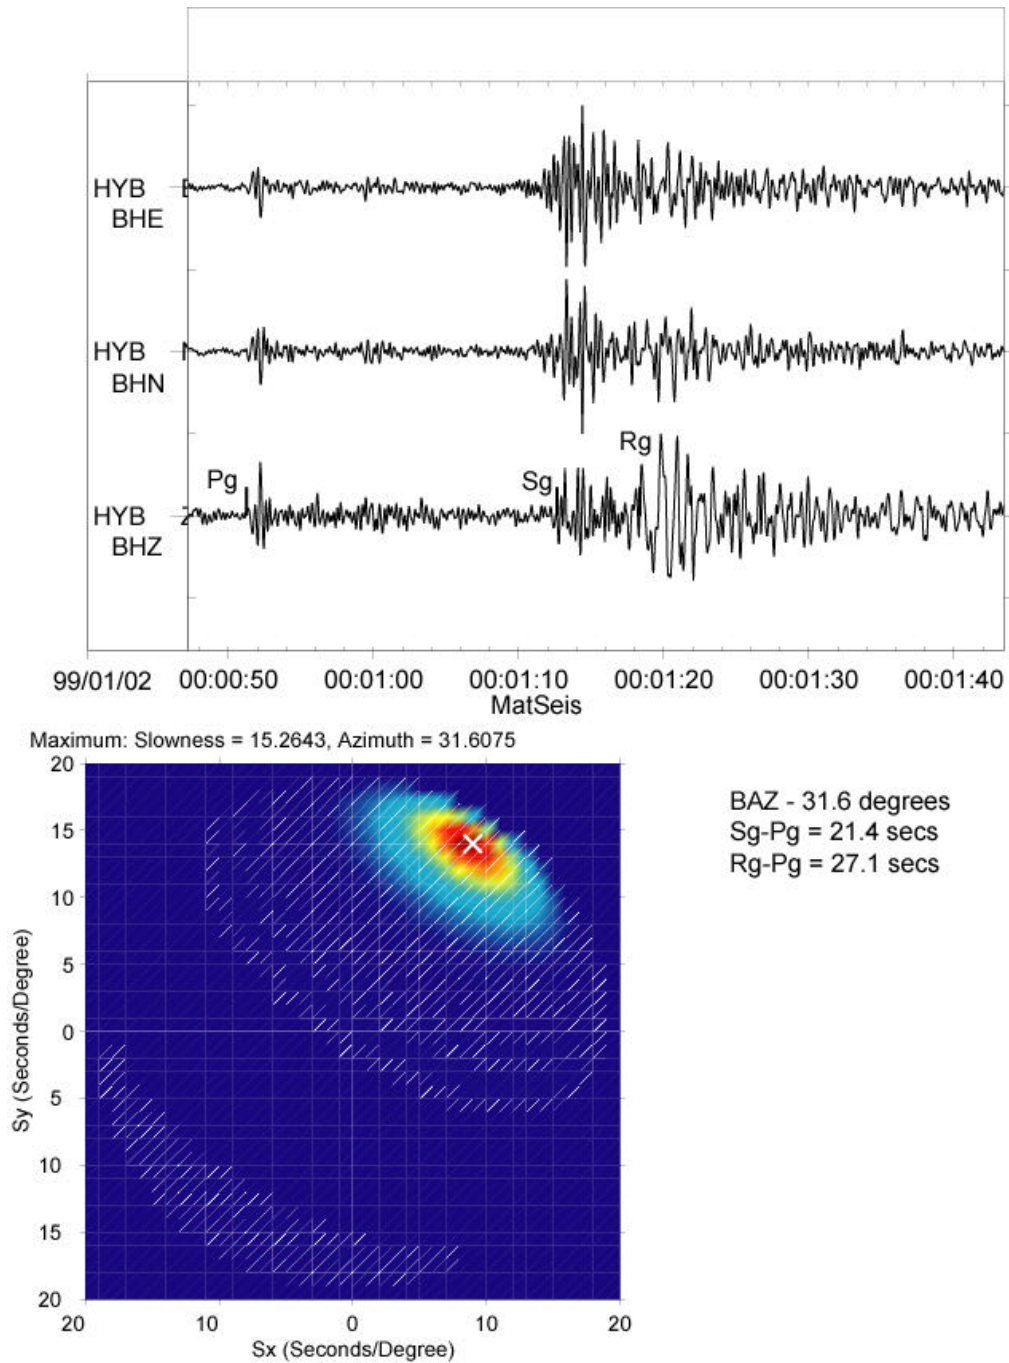 HYB E
BHE
HYB N
BHN
Pg
Sg
Rg
HYB Z
BHZ
99/01/02 00:00:50 00:01:00 00:01:10 00:01:20 00:01:30 00:01:40
MatSeis
Maximum: Slowness = 15.2643, Azimuth = 31.6075
BAZ - 31.6 degrees
Sg-Pg = 21.4 secs
Rg-Pg = 27.1 secs
20
15
10
5
0
5
10
15
20
Sy (Seconds/Degree)
20 10 0 10 20
Sx (Seconds/Degree)